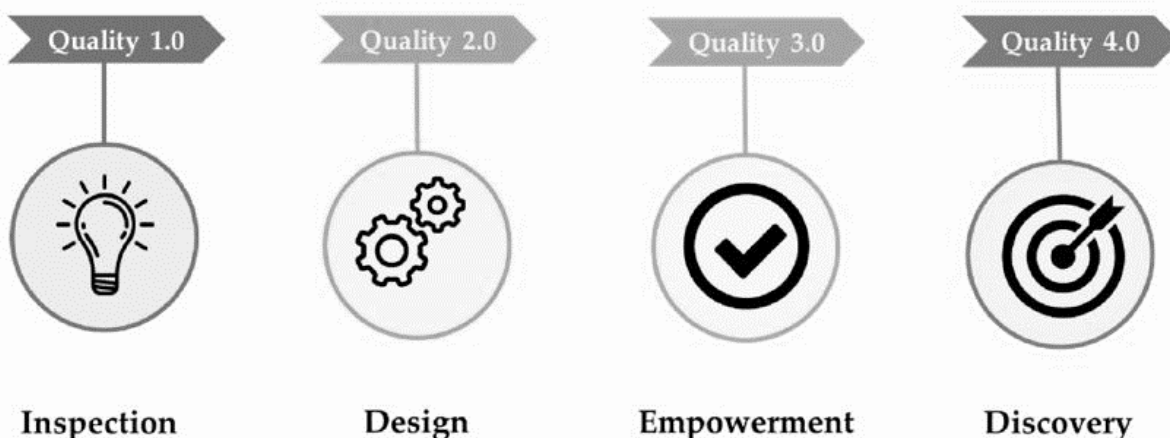 Quality 1.0
Quality 2.0
Quality 3.0
Quality 4.0
Inspection
Design
Empowerment
Discovery